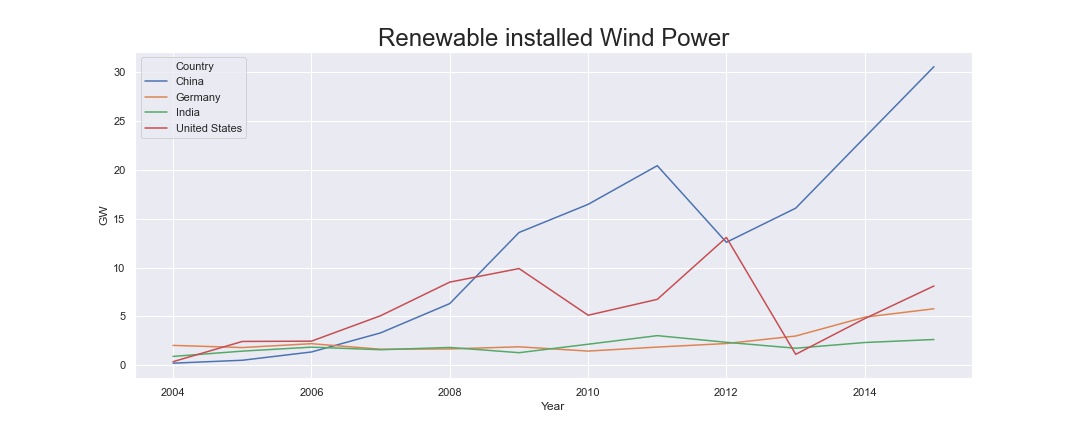 Renewable installed Wind Power
Country
China
Germany
India
United States
30
25
20
15
10
5
0
GW
2004 2006 2008 2010 2012 2014
Year